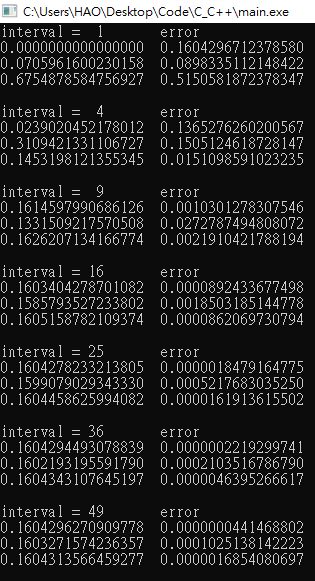 C:\Users\HAO\Desktop\Code\C_C++\main.exe
interval =  1    error
0.0000000000000000  0.1604296712378580
0.0705961600230158  0.0898335112148422
0.6754878584756927  0.5150581872378347
interval =  4    error
0.0239020452178012  0.1365276260200567
0.3109421331106727  0.1505124618728147
0.1453198121355345  0.0151098591023235
interval =  9    error
0.1614597990686126  0.0010301278307546
0.1331509217570508  0.0272787494808072
0.1626207134166774  0.0021910421788194
interval = 16    error
0.1603404278701082  0.0000892433677498
0.1585793527233802  0.0018503185144778
0.1605158782109374  0.0000862069730794
interval = 25    error
0.1604278233213805  0.0000018479164775
0.1599079029343330  0.0005217683035250
0.1604458625994082  0.0000161913615502
interval = 36    error
0.1604294493078839  0.0000002219299741
0.1602193195591790  0.0002103516786790
0.1604343107645197  0.0000046395266617
interval = 49    error
0.1604296270909778  0.0000000441468802
0.1603271574236357  0.0001025138142223
0.1604313566459277  0.0000016854080697